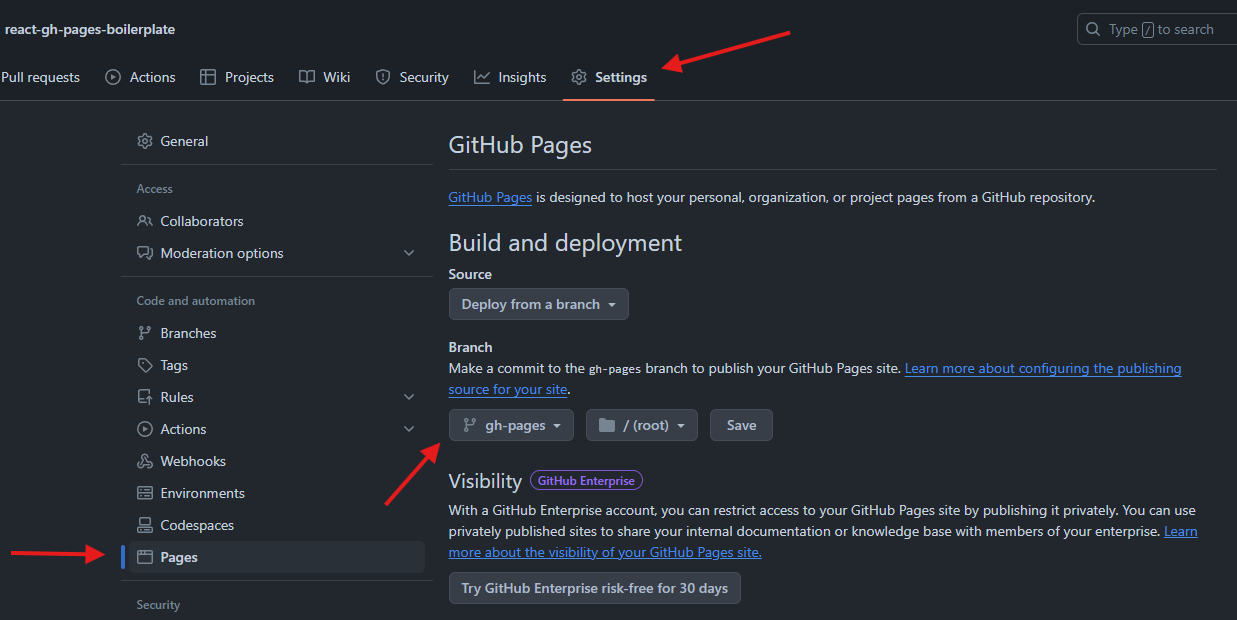 react-gh-pages-boilerplate
Type / to search
Pull requests
Actions
Projects
Wiki
Security
Insights
Settings
General
Access
Collaborators
Moderation options
Code and automation
Branches
Tags
Rules
Actions
Webhooks
Environments
Codespaces
Pages
Security
GitHub Pages
GitHub Pages is designed to host your personal, organization, or project pages from a GitHub repository.
Build and deployment
Source
Deploy from a branch
Branch
Make a commit to the gh-pages branch to publish your GitHub Pages site. Learn more about configuring the publishing
source for your site.
gh-pages
/ (root)
Save
Visibility
GitHub Enterprise
With a GitHub Enterprise account, you can restrict access to your GitHub Pages site by publishing it privately. You can use
privately published sites to share your internal documentation or knowledge base with members of your enterprise. Learn
more about the visibility of your GitHub Pages site.
Try GitHub Enterprise risk-free for 30 days